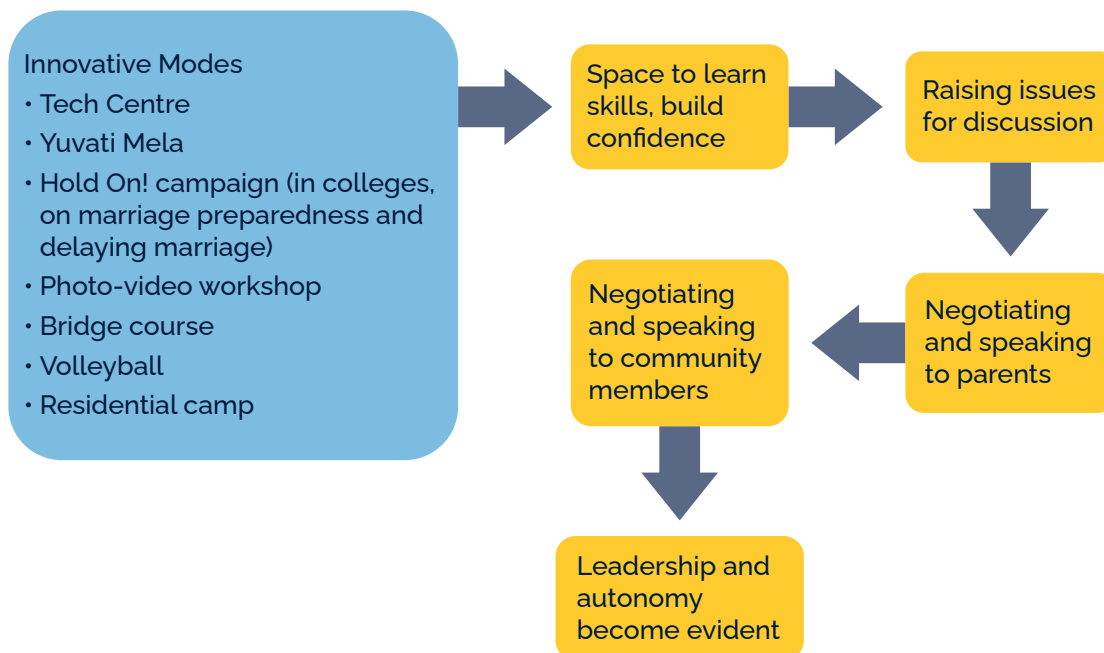 Innovative Modes
• Tech Centre
• Yuvati Mela
• Hold On! campaign (in colleges,
on marriage preparedness and
delaying marriage)
• Photo-video workshop
• Bridge course
• Volleyball
• Residential camp
Space to learn
skills, build
confidence
Raising issues
for discussion
Negotiating
and speaking
to parents
Negotiating
and speaking
to community
members
Leadership and
autonomy
become evident